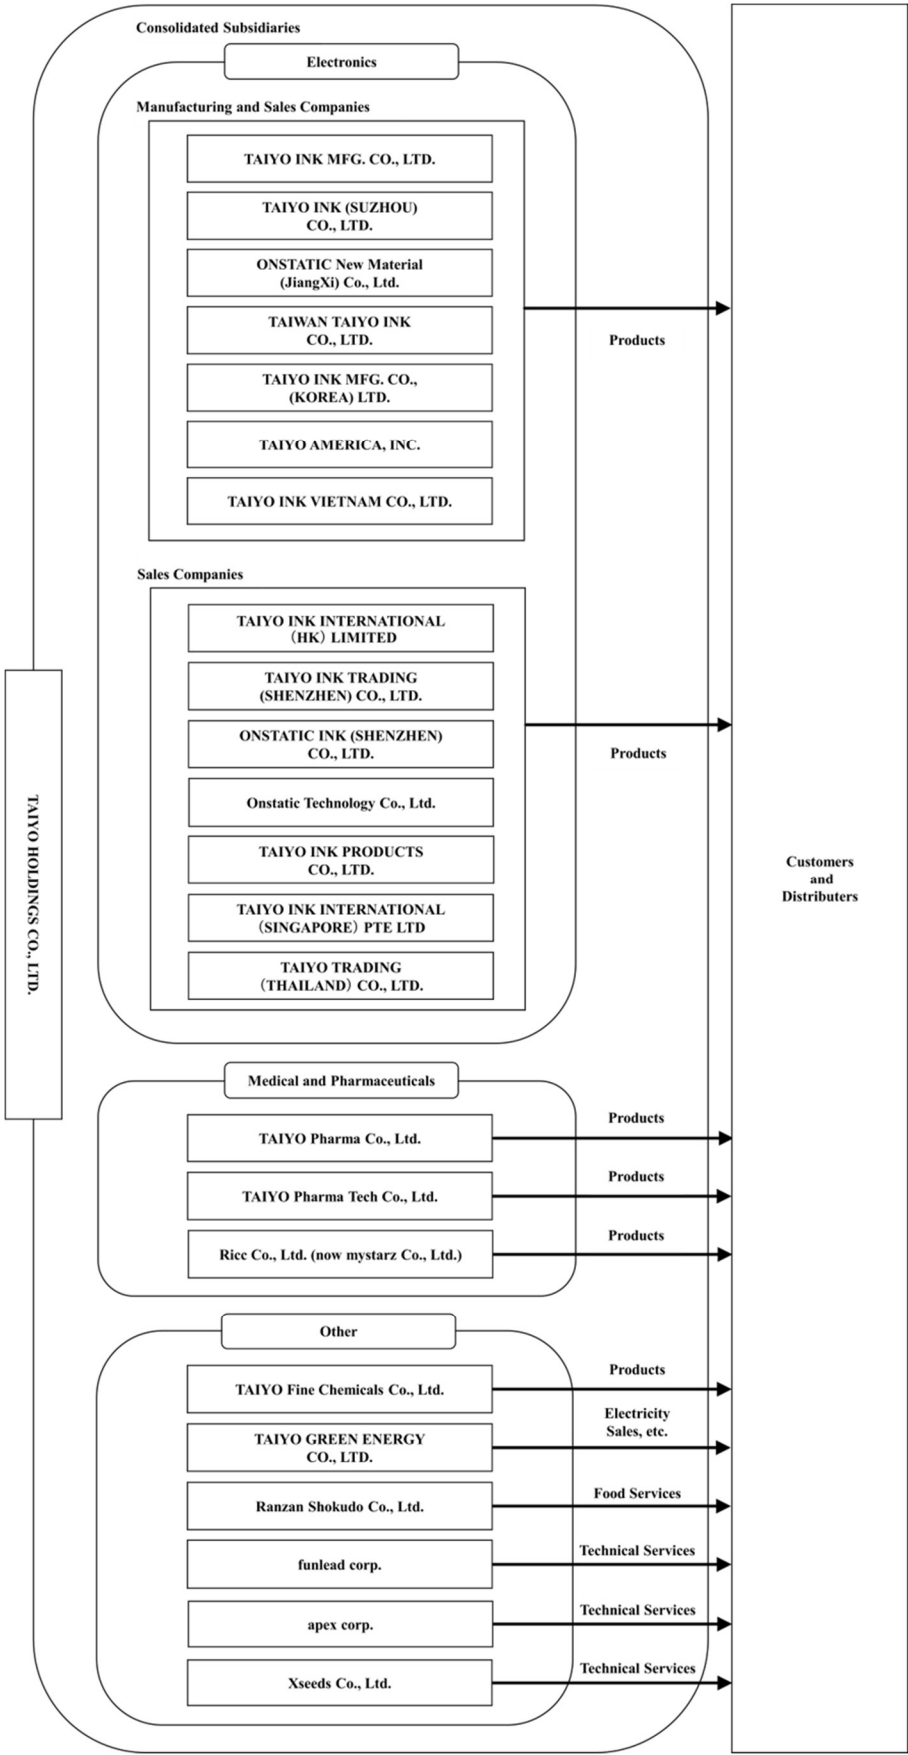 Consolidated Subsidiaries
Electronics
Manufacturing and Sales Companies
TAIYO INK MFG. CO., LTD.
TAIYO INK (SUZHOU)
CO., LTD.
ONSTATIC New Material
(JiangXi) Co., Ltd.
TAIWAN TAIYO INK
CO., LTD.
TAIYO INK MFG. CO.,
(KOREA) LTD.
TAIYO AMERICA, INC.
TAIYO INK VIETNAM CO., LTD.
Products
Sales Companies
TAIYO INK INTERNATIONAL
（HK）LIMITED
TAIYO INK TRADING
(SHENZHEN) CO., LTD.
ONSTATIC INK (SHENZHEN)
CO., LTD.
Onstatic Technology Co., Ltd.
TAIYO INK PRODUCTS
CO., LTD.
TAIYO INK INTERNATIONAL
（SINGAPORE）PTE LTD
TAIYO TRADING
（THAILAND）CO., LTD.
Products
TAIYO HOLDINGS CO., LTD.
Customers
and
Distributers
Medical and Pharmaceuticals
TAIYO Pharma Co., Ltd.
Products
TAIYO Pharma Tech Co., Ltd.
Products
Ricc Co., Ltd. (now mystarz Co., Ltd.)
Products
Other
TAIYO Fine Chemicals Co., Ltd.
Products
TAIYO GREEN ENERGY
CO., LTD.
Electricity
Sales, etc.
Ranzan Shokudo Co., Ltd.
Food Services
funlead corp.
Technical Services
apex corp.
Technical Services
Xseeds Co., Ltd.
Technical Services